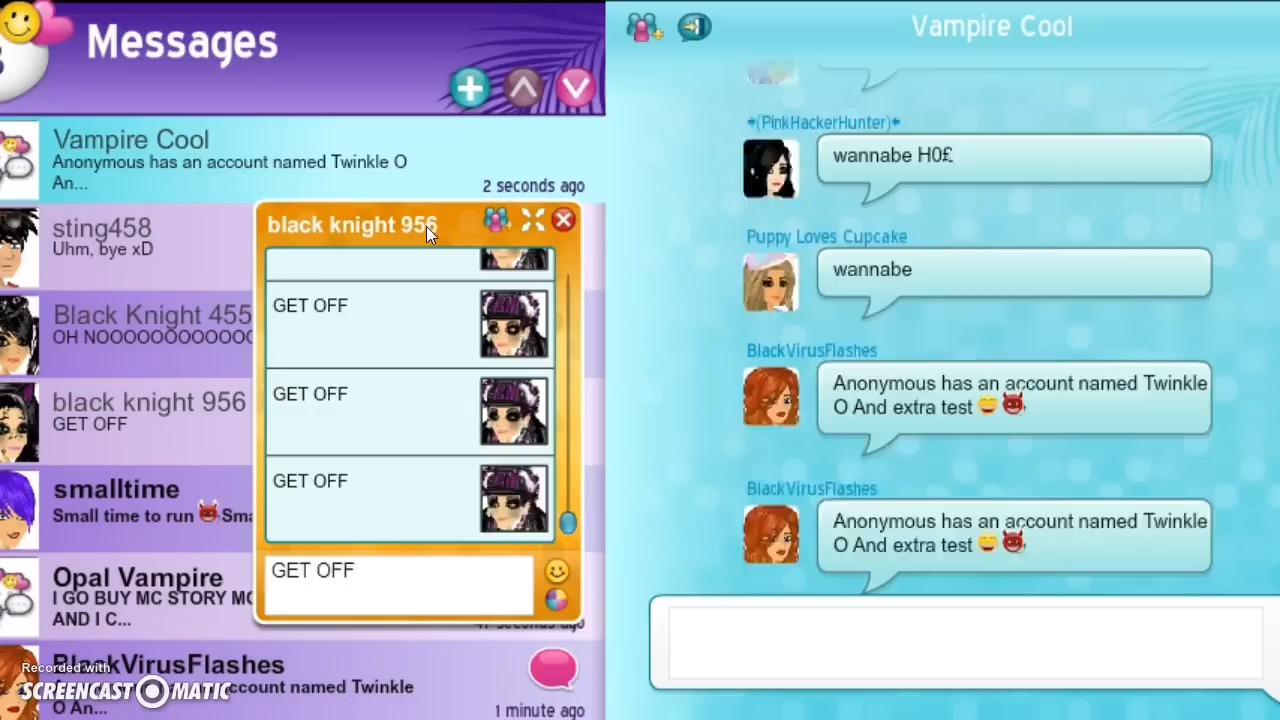 Messages
Vampire Cool
Anonymous has an account named Twinkle O
An...
2 seconds ago
sting458
Uhm, bye xD
Black Knight 455
OH NOOOOOOOOOOOO
black knight 956
GET OFF
smalltime
Small time to run Sma
Opal Vampire
I GO BUY MC STORY MC
AND I C...
seconds ago
BlackVirusFlashes
account named Twinkle
O An...
1 minute ago
Recorded with
SCREENCAST MATIC
black knight 956
GET OFF
GET OFF
GET OFF
GET OFF
Vampire Cool
(PinkHackerHunter)
wannabe H0£
Puppy Loves Cupcake
wannabe
BlackVirusFlashes
Anonymous has an account named Twinkle
O And extra test
BlackVirusFlashes
Anonymous has an account named Twinkle
O And extra test